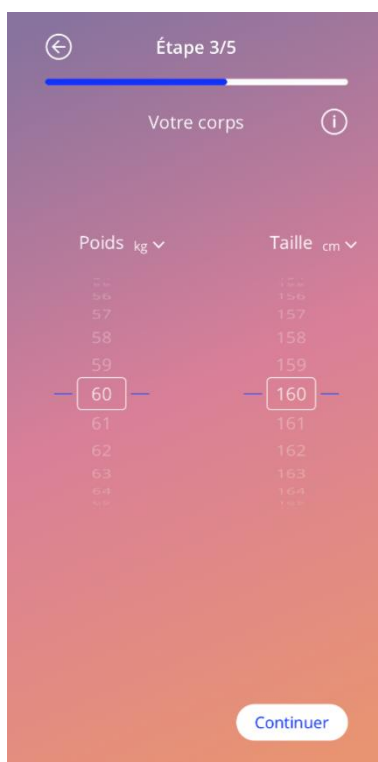 Étape 3/5
Votre corps
i
Poids kg Taille cm
56 156
57 157
58 158
59 159
60 160
61 161
62 162
63 163
64 164
Continuer